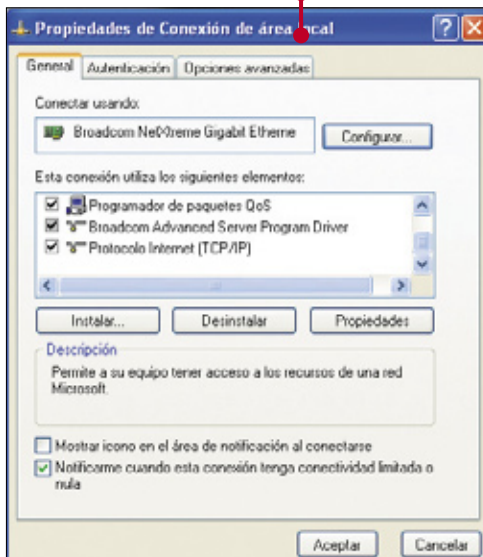 Propiedades de Conexión de área local
General
Autenticación
Opciones avanzadas
Conectar usando:
Broadcom NetXtreme Gigabit Etherne
Configurar...
Esta conexión utiliza los siguientes elementos:
Programador de paquetes QoS
Broadcom Advanced Server Program Driver
Protocolo Internet (TCP/IP)
Instalar...
Desinstalar
Propiedades
Descripción
Permite a su equipo tener acceso a los recursos de una red
Microsoft.
Mostrar icono en el área de notificación al conectarse
Notificarme cuando esta conexión tenga conectividad limitada o
nula
Aceptar
Cancelar